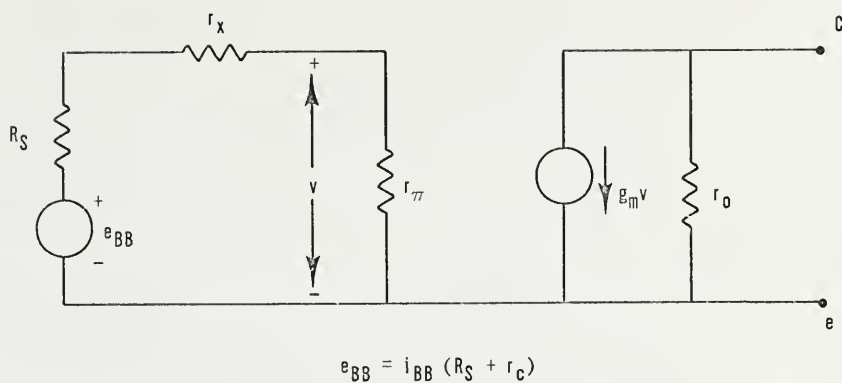 r_x
C
+
R_S
v
r_π
g_m v
r_o
+
e_BB
-
-
e
e_BB = i_BB (R_S + r_c)